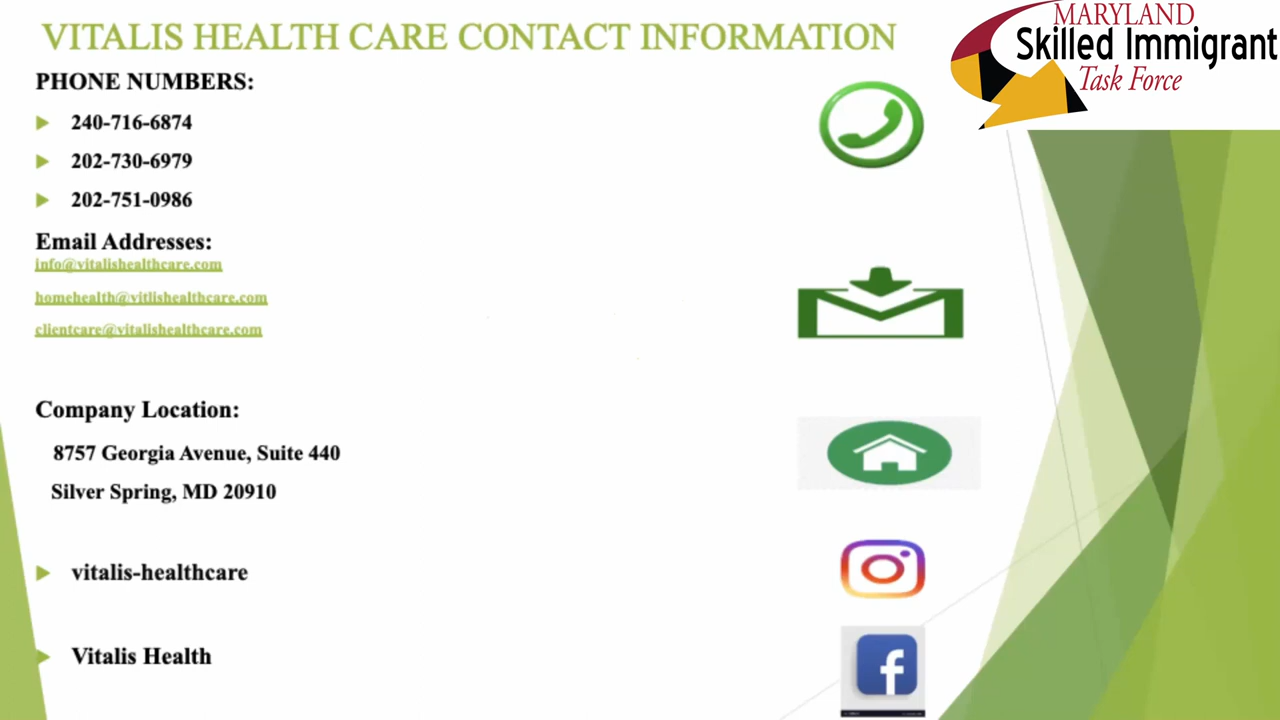 VITALIS HEALTH CARE CONTACT INFORMATION
MARYLAND
Skilled Immigrant
Task Force
PHONE NUMBERS:
240-716-6874
202-730-6979
202-751-0986
Email Addresses:
info@vitalishealthcare.com
homehealth@vitlishealthcare.com
clientcare@vitalishealthcare.com
Company Location:
8757 Georgia Avenue, Suite 440
Silver Spring, MD 20910
vitalis-healthcare
Vitalis Health